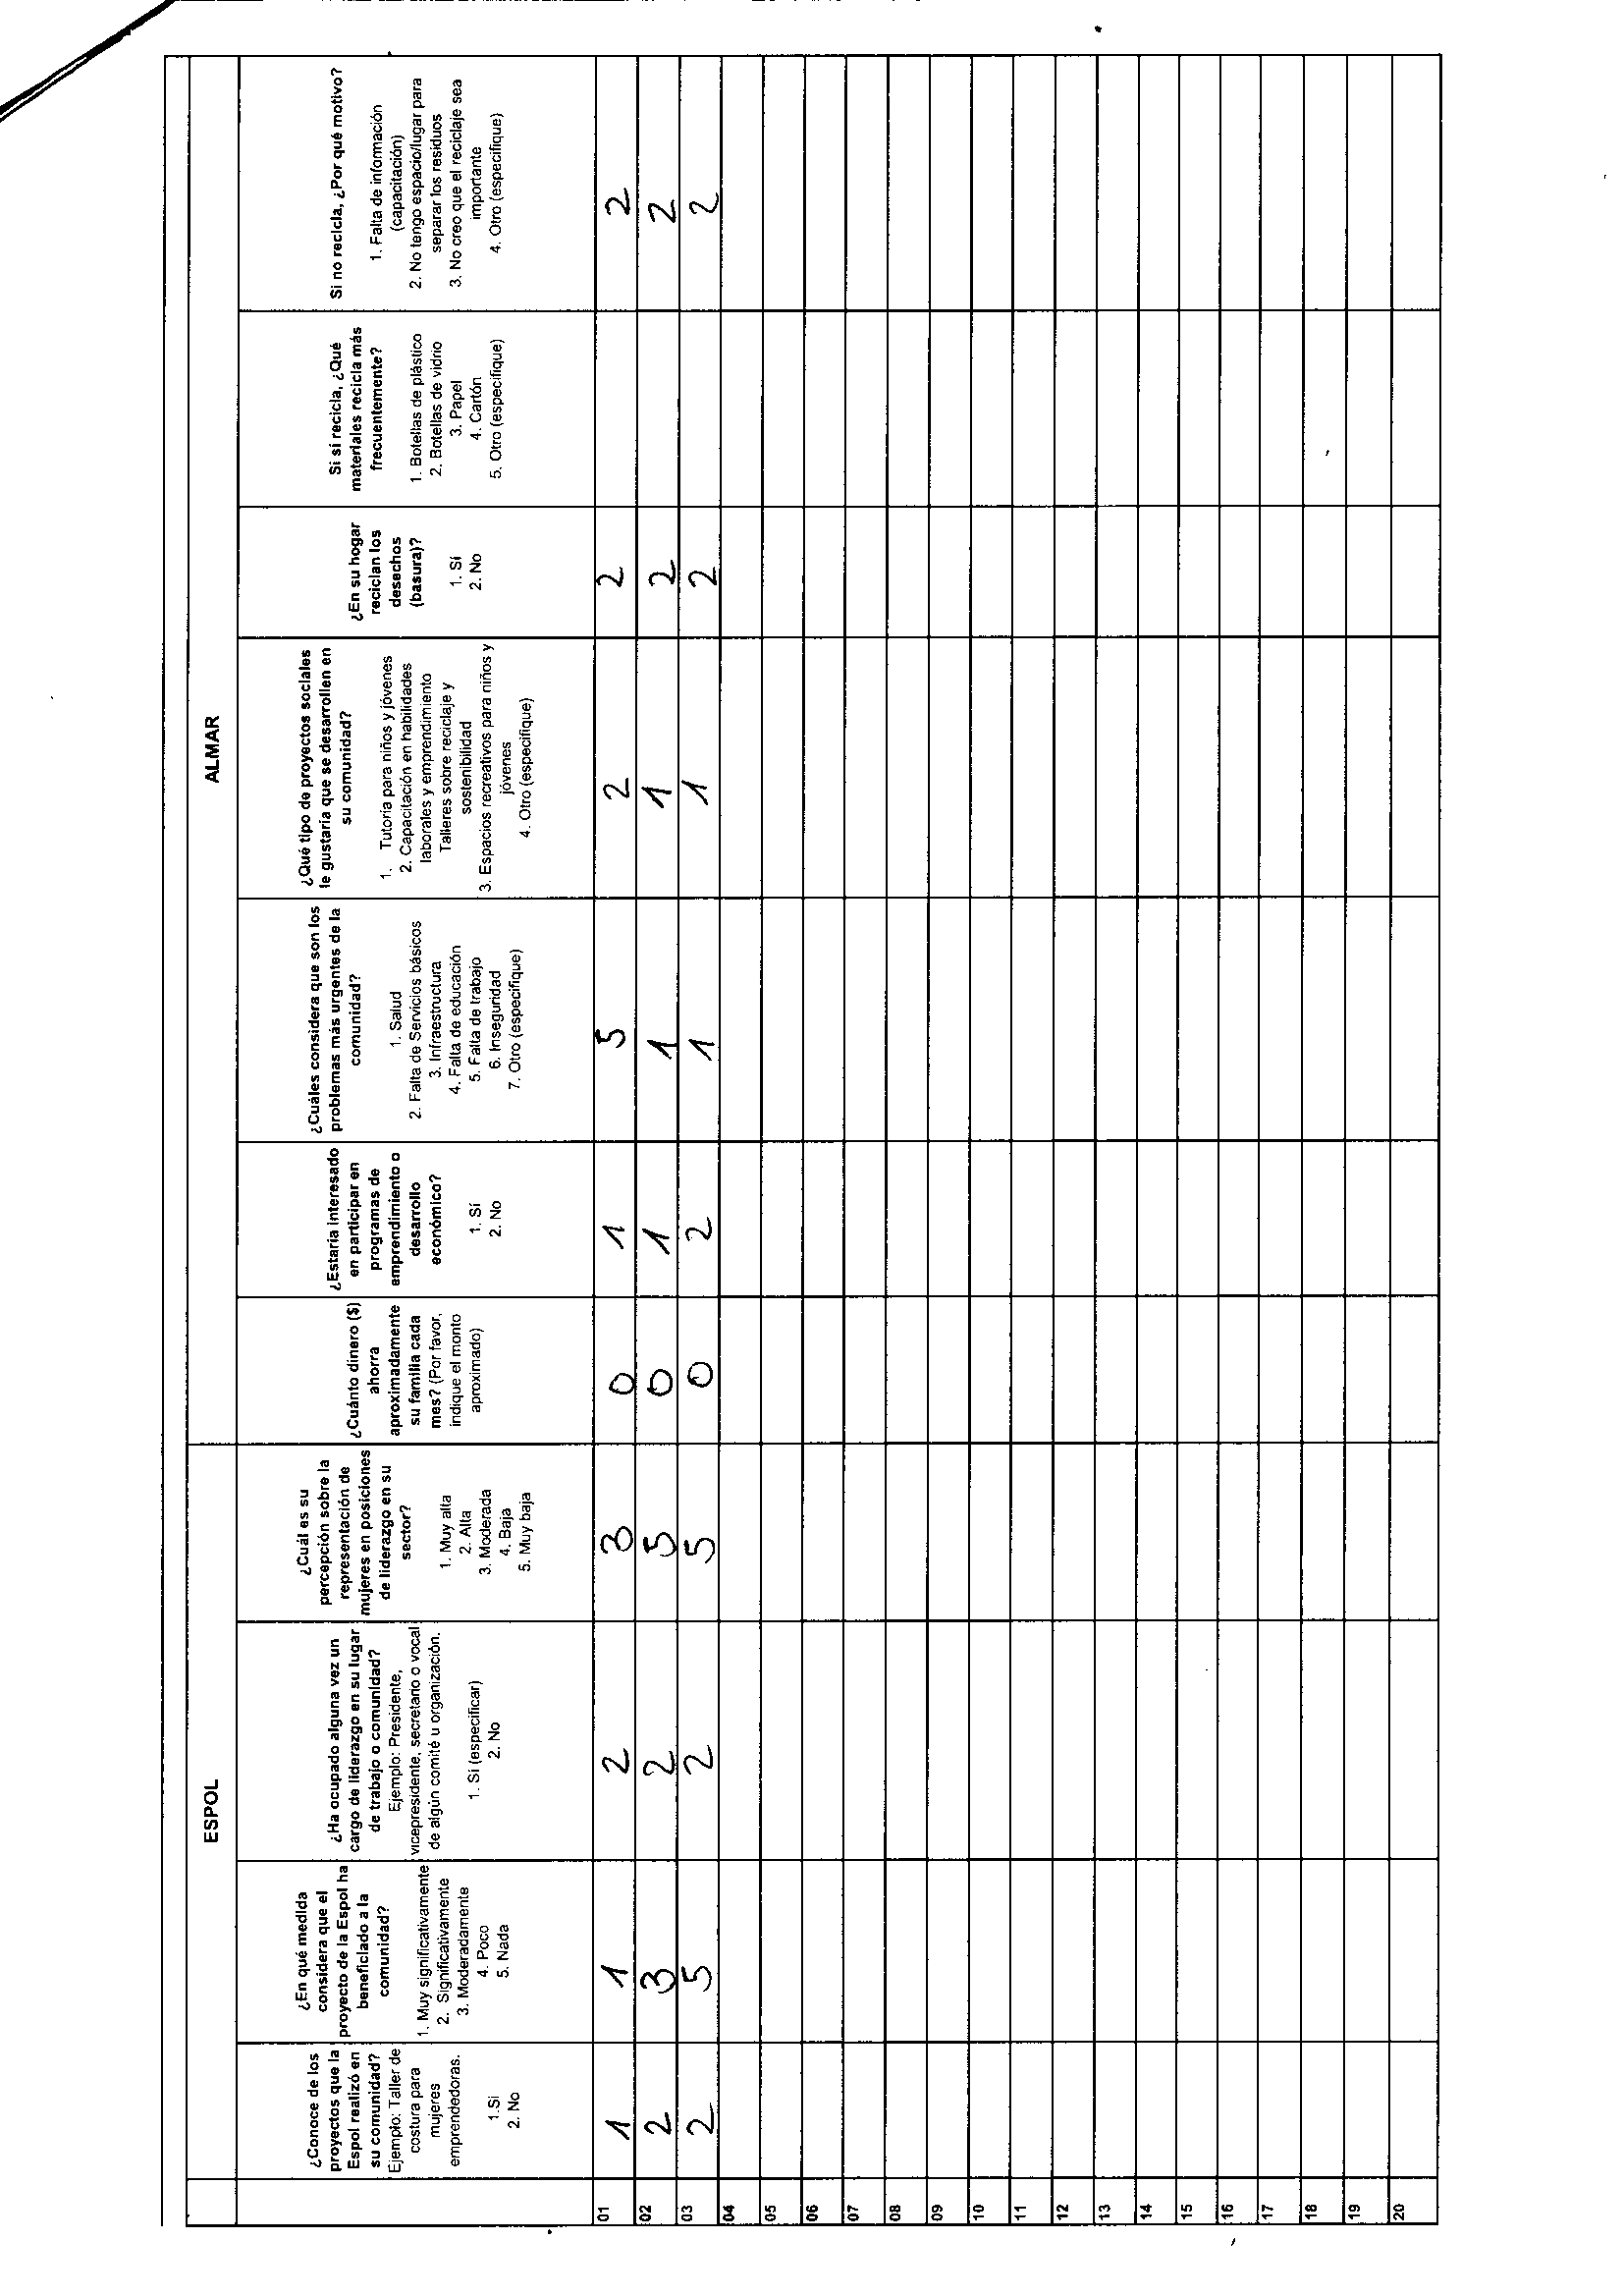 ESPOL
ALMAR
¿Conoce de los
proyectos que la
Espol realizó en
su comunidad?
Ejemplo: Taller de
costura para
mujeres
emprendedoras.
1.Si
2. No
¿En qué medida
considera que el
proyecto de la Espol ha
beneficiado a la
comunidad?
1. Muy significativamente
2. Significativamente
3. Moderadamente
4. Poco
5. Nada
¿Ha ocupado alguna vez un
cargo de liderazgo en su lugar
de trabajo o comunidad?
Ejemplo: Presidente,
vicepresidente, secretario o vocal
de algún comité u organización.
1. Sí (especificar)
2. No
¿Cuál es su
percepción sobre la
representación de
mujeres en posiciones
de liderazgo en su
sector?
1. Muy alta
2. Alta
3. Moderada
4. Baja
5. Muy baja
¿Cuánto dinero ($)
ahorra
aproximadamente
su familia cada
mes? (Por favor,
indique el monto
aproximado)
¿Estaría interesado
en participar en
programas de
emprendimiento o
desarrollo
económico?
1. Sí
2. No
¿Cuáles considera que son los
problemas más urgentes de la
comunidad?
1. Salud
2. Falta de Servicios básicos
3. Infraestructura
4. Falta de educación
5. Falta de trabajo
6. Inseguridad
7. Otro (especifique)
¿Qué tipo de proyectos sociales
le gustaría que se desarrollen en
su comunidad?
1. Tutoría para niños y jóvenes
2. Capacitación en habilidades
laborales y emprendimiento
Talleres sobre reciclaje y
sostenibilidad
3. Espacios recreativos para niños y
jóvenes
4. Otro (especifique)
¿En su hogar
reciclan los
desechos
(basura)?
1. Sí
2. No
Si si recicla, ¿Qué
materiales recicla más
frecuentemente?
1. Botellas de plástico
2. Botellas de vidrio
3. Papel
4. Cartón
5. Otro (especifique)
Si no recicla, ¿Por qué motivo?
1. Falta de información
(capacitación)
2. No tengo espacio/lugar para
separar los residuos
3. No creo que el reciclaje sea
importante
4. Otro (especifique)
01 1 1 2 3 0 1 5 2 2 2
02 2 3 2 5 0 1 1 1 2 2
03 2 5 2 5 0 2 1 1 2 2
04
05
06
07
08
09
10
11
12
13
14
15
16
17
18
19
20